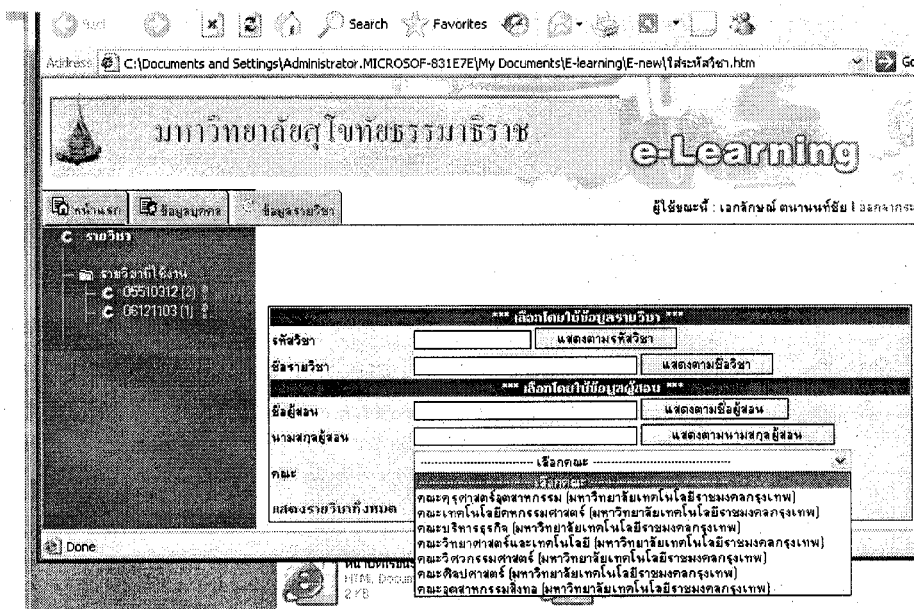 Search Favorites
Address C:\Documents and Settings\Administrator.MICROSOF-831E7E\My Documents\E-learning\E-new\ใส่รหัสวิชา.htm Go
มหาวิทยาลัยสุโขทัยธรรมาธิราช
e-Learning
หน้าแรก ข้อมูลบุคคล ข้อมูลรายวิชา
ผู้ใช้ขณะนี้ : เอกลักษณ์ ตนานนท์ชัย | ออกจากระ
รายวิชา
รายวิชาที่ใช้งาน
05510312 (2)
06121103 (1)
*** เลือกโดยใช้ข้อมูลรายวิชา ***
รหัสวิชา แสดงตามรหัสวิชา
ชื่อรายวิชา แสดงตามชื่อวิชา
*** เลือกโดยใช้ข้อมูลผู้สอน ***
ชื่อผู้สอน แสดงตามชื่อผู้สอน
นามสกุลผู้สอน แสดงตามนามสกุลผู้สอน
คณะ ---------- เลือกคณะ ----------
เลือกคณะ
คณะครุศาสตร์อุตสาหกรรม (มหาวิทยาลัยเทคโนโลยีราชมงคลกรุงเทพ)
แสดงรายวิชาทั้งหมด คณะเทคโนโลยีคหกรรมศาสตร์ (มหาวิทยาลัยเทคโนโลยีราชมงคลกรุงเทพ)
คณะบริหารธุรกิจ (มหาวิทยาลัยเทคโนโลยีราชมงคลกรุงเทพ)
คณะวิทยาศาสตร์และเทคโนโลยี (มหาวิทยาลัยเทคโนโลยีราชมงคลกรุงเทพ)
Done คณะวิศวกรรมศาสตร์ (มหาวิทยาลัยเทคโนโลยีราชมงคลกรุงเทพ)
คณะศิลปศาสตร์ (มหาวิทยาลัยเทคโนโลยีราชมงคลกรุงเทพ)
HTML Docum คณะอุตสาหกรรมสิ่งทอ (มหาวิทยาลัยเทคโนโลยีราชมงคลกรุงเทพ)
2 KB